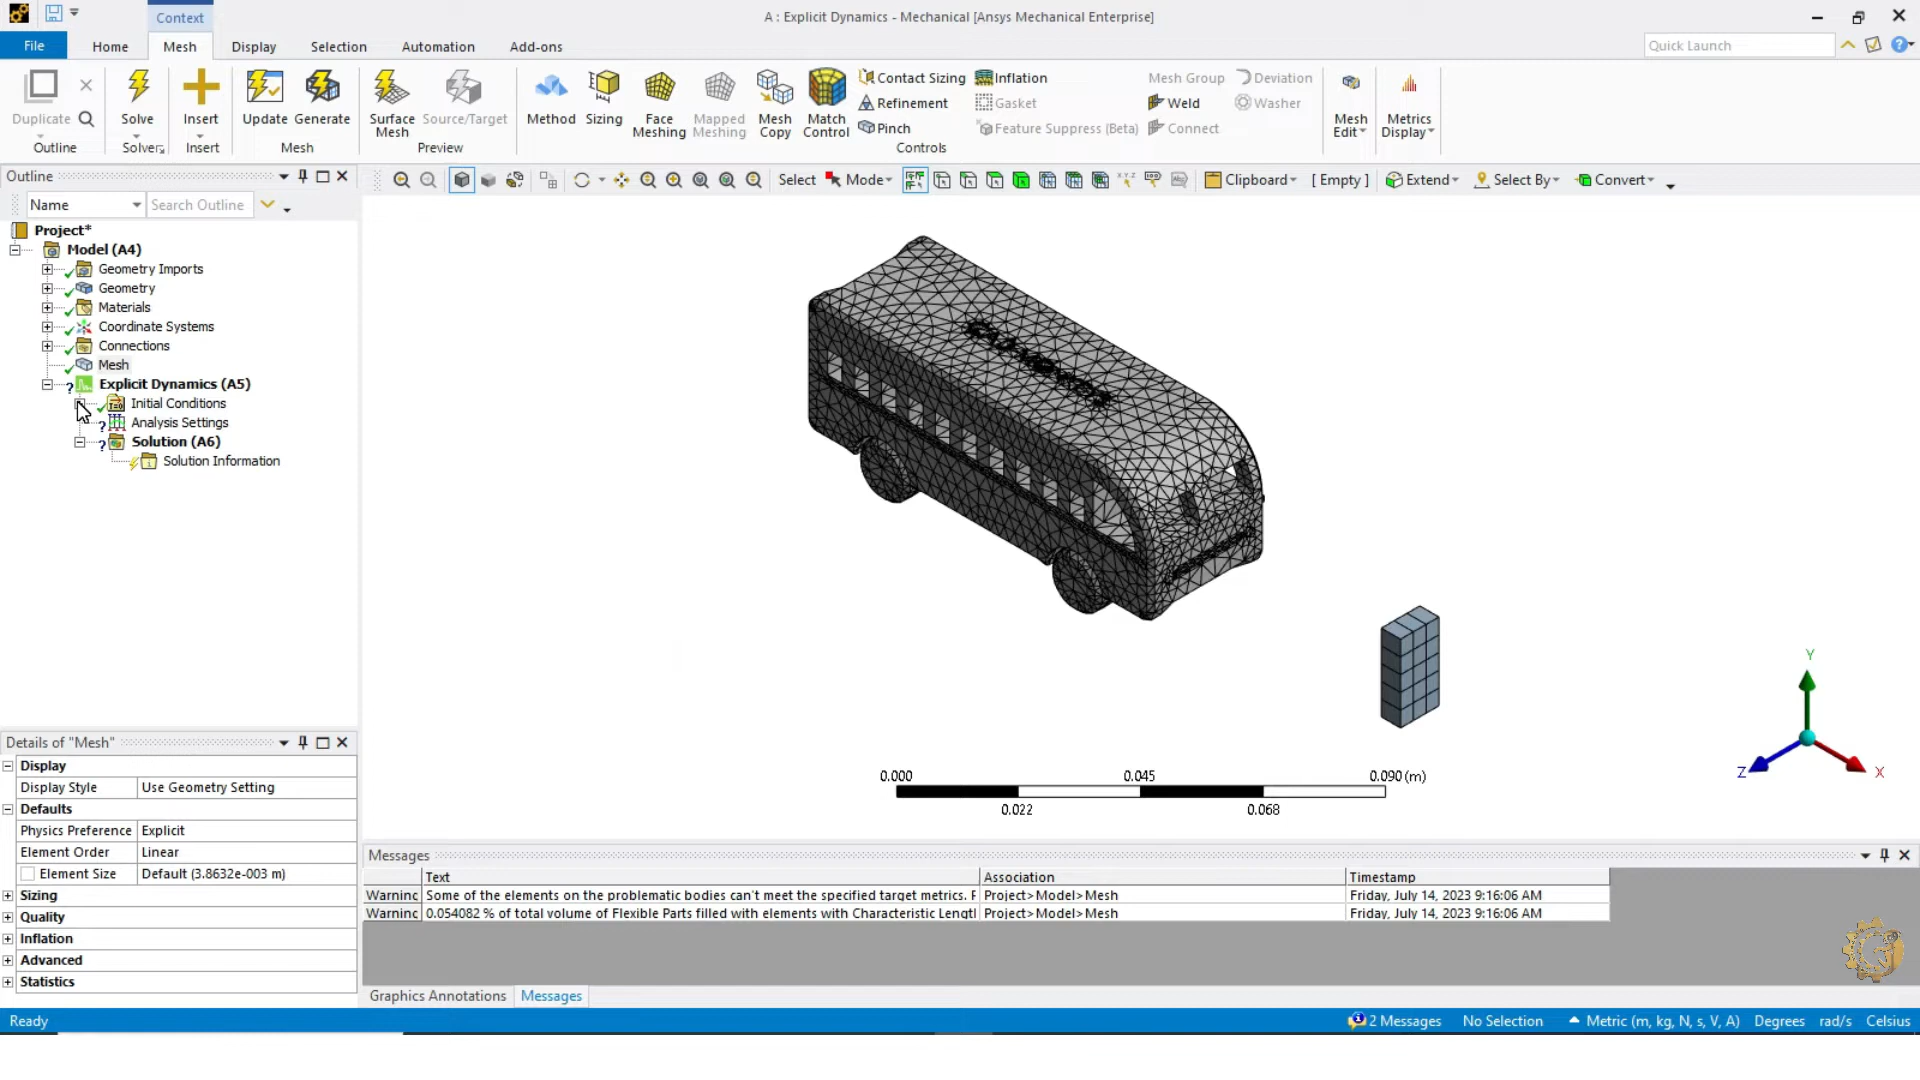 Context
A : Explicit Dynamics - Mechanical [Ansys Mechanical Enterprise]
File Home Mesh Display Selection Automation Add-ons
Quick Launch
Duplicate Solve Insert Update Generate Surface Mesh Source/Target Method Sizing Face Meshing Mapped Meshing Mesh Copy Match Control
Contact Sizing Inflation Mesh Group Deviation
Refinement Gasket Weld Washer
Pinch Feature Suppress (Beta) Connect
Mesh Edit Metrics Display
Outline Solver Insert Mesh Preview Controls
Outline
Select Mode Clipboard [ Empty ] Extend Select By Convert
Name Search Outline
Project*
Model (A4)
Geometry Imports
Geometry
Materials
Coordinate Systems
Connections
Mesh
Explicit Dynamics (A5)
Initial Conditions
Analysis Settings
Solution (A6)
Solution Information
Y
Z
X
0.000 0.045 0.090 (m)
0.022 0.068
Details of "Mesh"
Display
Display Style Use Geometry Setting
Defaults
Physics Preference Explicit
Element Order Linear
Element Size Default (3.8632e-003 m)
Sizing
Quality
Inflation
Advanced
Statistics
Messages
Text Association Timestamp
Warninc Some of the elements on the problematic bodies can't meet the specified target metrics. Project>Model>Mesh Friday, July 14, 2023 9:16:06 AM
Warninc 0.054082 % of total volume of Flexible Parts filled with elements with Characteristic Lengtl Project>Model>Mesh Friday, July 14, 2023 9:16:06 AM
Graphics Annotations Messages
Ready 2 Messages No Selection Metric (m, kg, N, s, V, A) Degrees rad/s Celsius